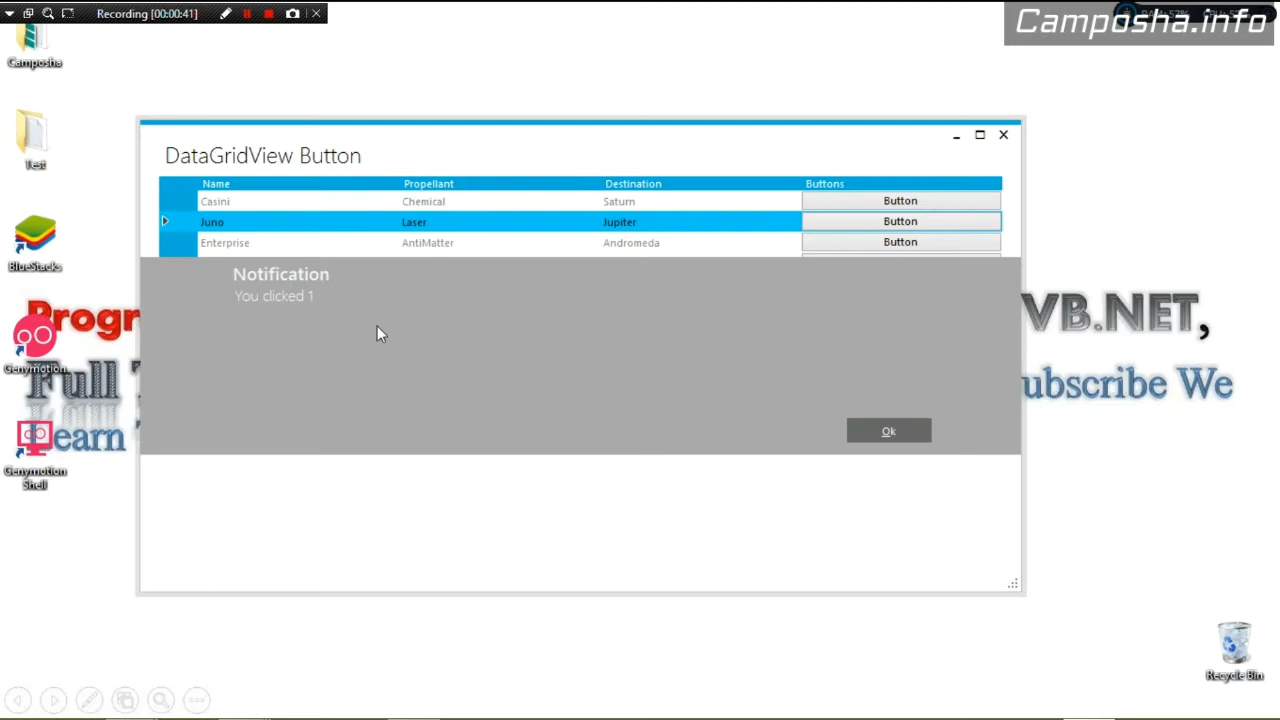 Recording [00:00:41]
Camposha.info
Camposha
Test
BlueStacks
Genymotion
Genymotion
Shell
DataGridView Button
Name Propellant Destination Buttons
Casini Chemical Saturn Button
Juno Laser Jupiter Button
Enterprise AntiMatter Andromeda Button
Notification
You clicked 1
Ok
VB.NET,
Full
We
Recycle Bin